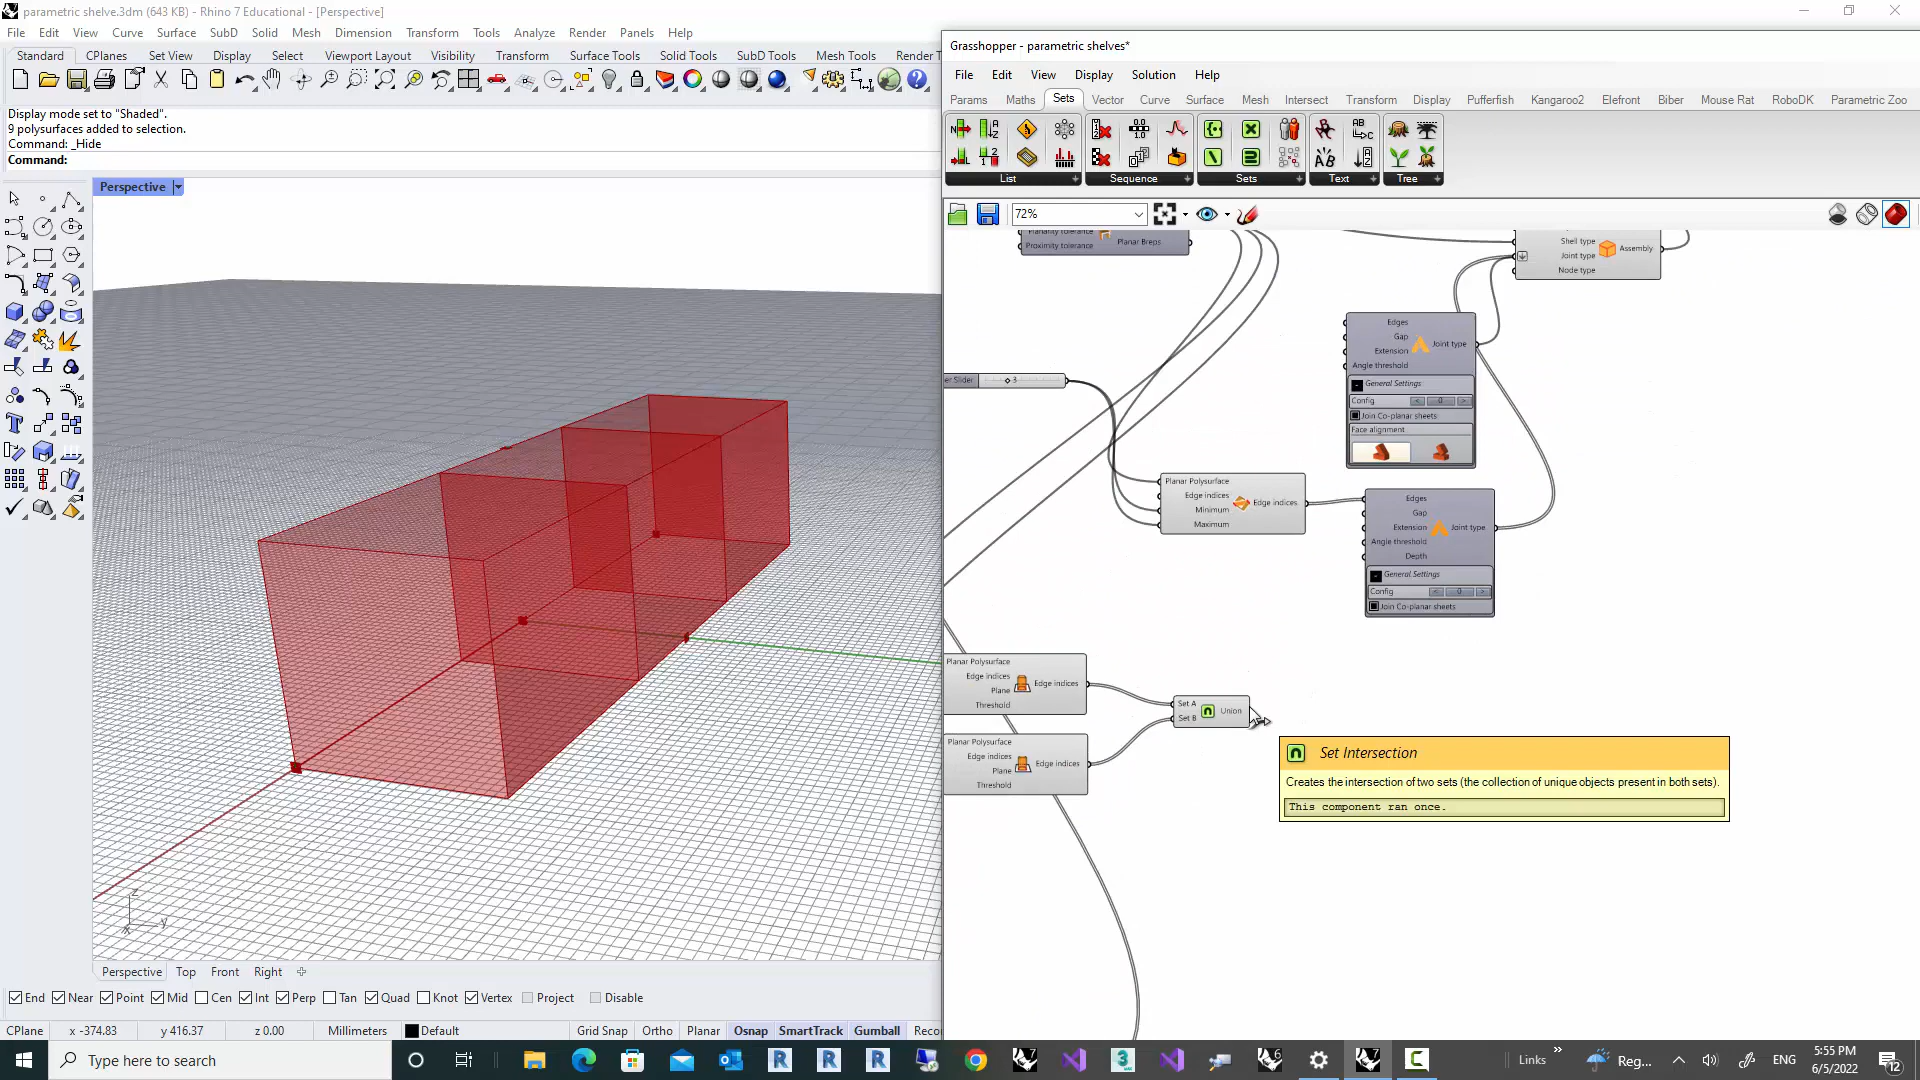 parametric shelve.3dm (643 KB) - Rhino 7 Educational - [Perspective]
File Edit View Curve Surface SubD Solid Mesh Dimension Transform Tools Analyze Render Panels Help
Standard CPlanes Set View Display Select Viewport Layout Visibility Transform Surface Tools Solid Tools SubD Tools Mesh Tools Render T
Display mode set to "Shaded".
9 polysurfaces added to selection.
Command: _Hide
Command:
Perspective
z
y
x
Perspective Top Front Right
End Near Point Mid Cen Int Perp Tan Quad Knot Vertex Project Disable
CPlane x -374.83 y 416.37 z 0.00 Millimeters Default Grid Snap Ortho Planar Osnap SmartTrack Gumball Reco
Grasshopper - parametric shelves*
File Edit View Display Solution Help
Params Maths Sets Vector Curve Surface Mesh Intersect Transform Display Pufferfish Kangaroo2 Elefront Biber Mouse Rat RoboDK Parametric Zoo
List Sequence Sets Text Tree
72%
Planarity tolerance
Proximity tolerance
Planar Breps
Shell type
Joint type
Node type
Assembly
er Slider 3
Edges
Gap
Extension
Angle threshold
Joint type
General Settings
Config < 0 >
Join Co-planar sheets
Face alignment
Planar Polysurface
Edge indices
Minimum
Maximum
Edge indices
Edges
Gap
Extension
Angle threshold
Depth
Joint type
General Settings
Config < 0 >
Join Co-planar sheets
Planar Polysurface
Edge indices
Plane
Threshold
Edge indices
Set A
Set B
Union
Planar Polysurface
Edge indices
Plane
Threshold
Edge indices
Set Intersection
Creates the intersection of two sets (the collection of unique objects present in both sets).
This component ran once.
Type here to search
Links
Reg...
ENG
5:55 PM
6/5/2022
12